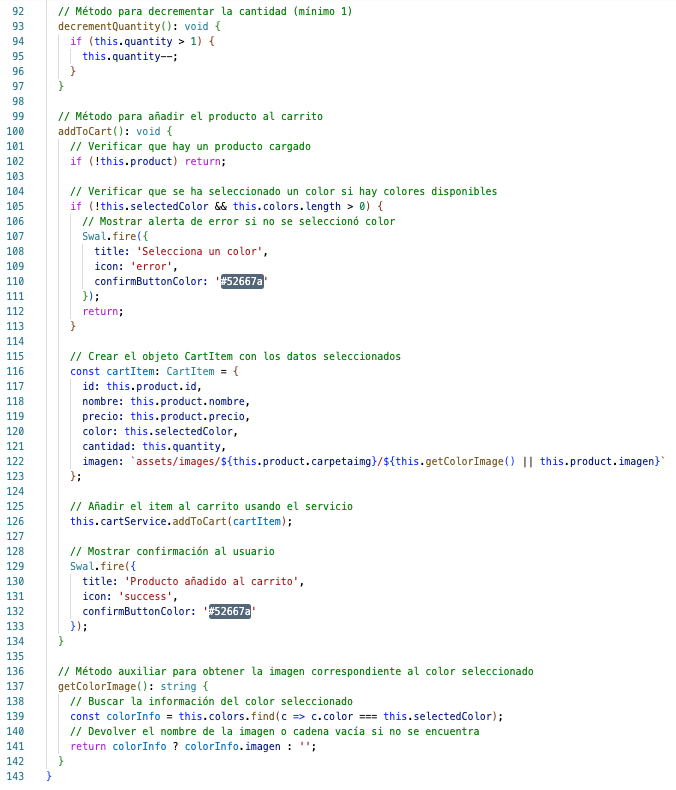 92 // Método para decrementar la cantidad (mínimo 1)
93 decrementQuantity(): void {
94 if (this.quantity > 1) {
95 this.quantity--;
96 }
97 }
98
99 // Método para añadir el producto al carrito
100 addToCart(): void {
101 // Verificar que hay un producto cargado
102 if (!this.product) return;
103
104 // Verificar que se ha seleccionado un color si hay colores disponibles
105 if (!this.selectedColor && this.colors.length > 0) {
106 // Mostrar alerta de error si no se seleccionó color
107 Swal.fire({
108 title: 'Selecciona un color',
109 icon: 'error',
110 confirmButtonColor: '#52667a'
111 });
112 return;
113 }
114
115 // Crear el objeto CartItem con los datos seleccionados
116 const cartItem: CartItem = {
117 id: this.product.id,
118 nombre: this.product.nombre,
119 precio: this.product.precio,
120 color: this.selectedColor,
121 cantidad: this.quantity,
122 imagen: `assets/images/${this.product.carpetaimg}/${this.getColorImage() || this.product.imagen}`
123 };
124
125 // Añadir el item al carrito usando el servicio
126 this.cartService.addToCart(cartItem);
127
128 // Mostrar confirmación al usuario
129 Swal.fire({
130 title: 'Producto añadido al carrito',
131 icon: 'success',
132 confirmButtonColor: '#52667a'
133 });
134 }
135
136 // Método auxiliar para obtener la imagen correspondiente al color seleccionado
137 getColorImage(): string {
138 // Buscar la información del color seleccionado
139 const colorInfo = this.colors.find(c => c.color === this.selectedColor);
140 // Devolver el nombre de la imagen o cadena vacía si no se encuentra
141 return colorInfo ? colorInfo.imagen : '';
142 }
143 }